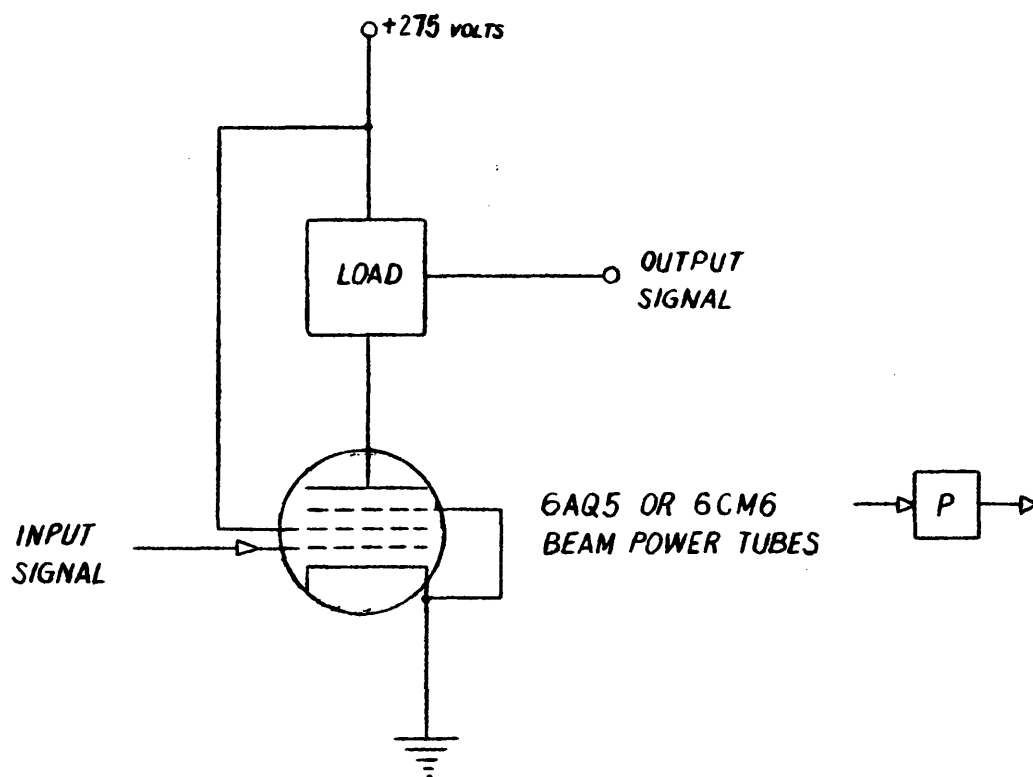 +275 VOLTS
LOAD
OUTPUT
SIGNAL
6AQ5 OR 6CM6
BEAM POWER TUBES
P
INPUT
SIGNAL